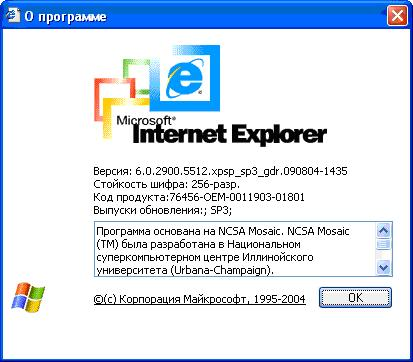 О программе
Microsoft
Internet Explorer
Версия: 6.0.2900.5512.xpsp_sp3_gdr.090804-1435
Стойкость шифра: 256-разр.
Код продукта:76456-OEM-0011903-01801
Выпуски обновления:; SP3;
Программа основана на NCSA Mosaic. NCSA Mosaic
(TM) была разработана в Национальном
суперкомпьютерном центре Иллинойского
университета (Urbana-Champaign).
©(c) Корпорация Майкрософт, 1995-2004
OK